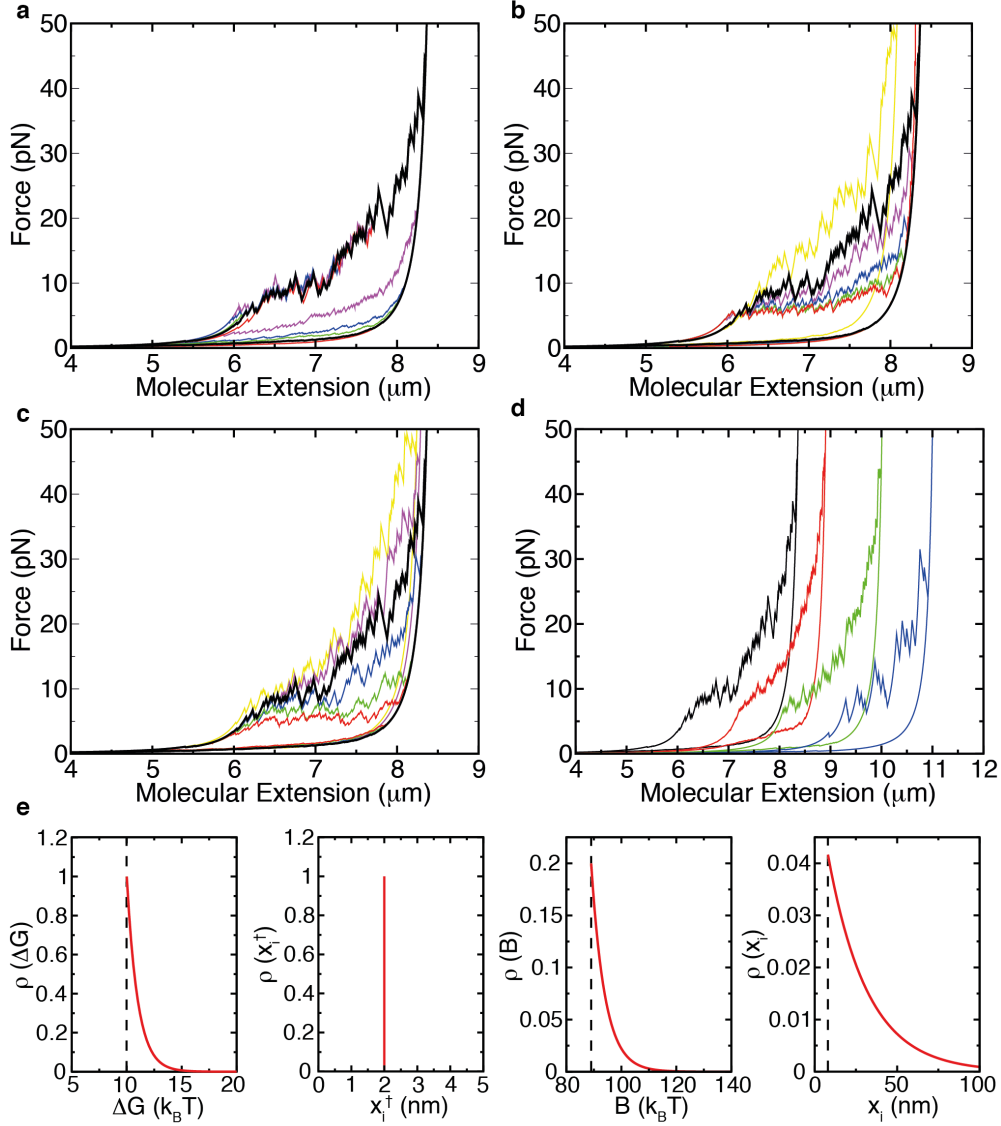 a
50
40
30
20
10
0
Force (pN)
4 5 6 7 8 9
Molecular Extension (μm)
b
50
40
30
20
10
0
Force (pN)
4 5 6 7 8 9
Molecular Extension (μm)
c
50
40
30
20
10
0
Force (pN)
4 5 6 7 8 9
Molecular Extension (μm)
d
50
40
30
20
10
0
Force (pN)
4 5 6 7 8 9 10 11 12
Molecular Extension (μm)
e
1.2
1
0.8
0.6
0.4
0.2
0
ρ (ΔG)
5 10 15 20
ΔG (k_BT)
1.2
1
0.8
0.6
0.4
0.2
0
ρ (x_i^†)
0 1 2 3 4 5
x_i^† (nm)
0.2
0.15
0.1
0.05
0
ρ (B)
80 100 120 140
B (k_BT)
0.04
0.03
0.02
0.01
0
ρ (x_i)
0 50 100
x_i (nm)